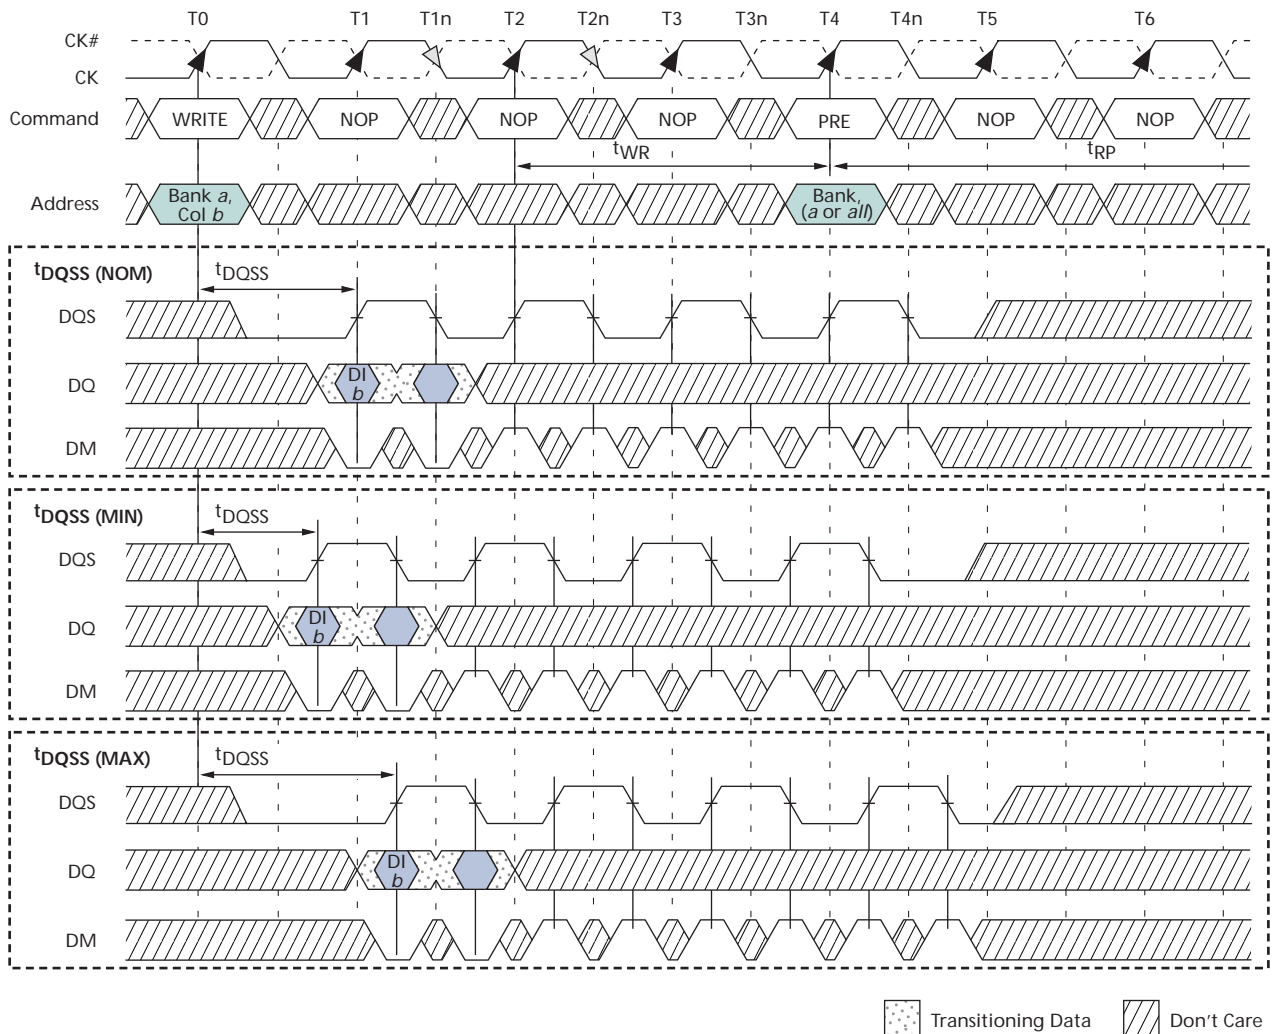 T0 T1 T1n T2 T2n T3 T3n T4 T4n T5 T6
CK#
CK
Command WRITE NOP NOP NOP PRE NOP NOP
tWR tRP
Address Bank a, Col b Bank, (a or all)
tDQSS (NOM) tDQSS
DQS
DQ DI b
DM
tDQSS (MIN) tDQSS
DQS
DQ DI b
DM
tDQSS (MAX) tDQSS
DQS
DQ DI b
DM
Transitioning Data Don't Care